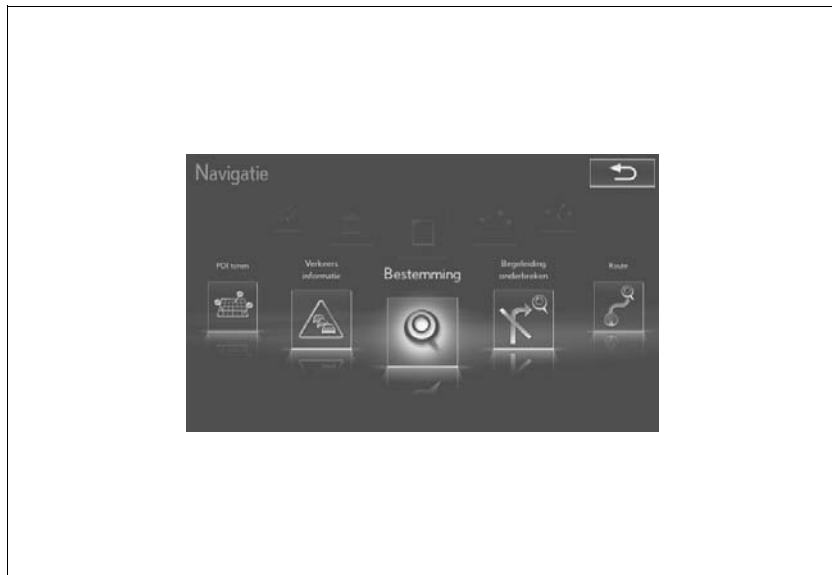 Navigatie
POI tonen
Verkeers
informatie
Bestemming
Begeleiding
onderbroken
Route